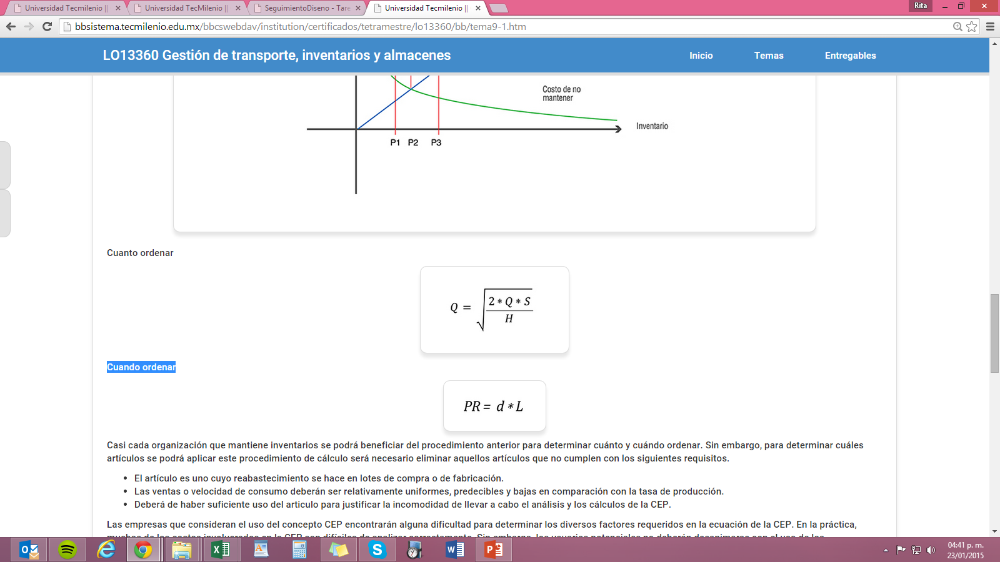 Universidad Tecmilenio ||
Universidad TecMilenio ||
SeguimientoDiseno - Tare
Universidad Tecmilenio ||
Rita
bbsistema.tecmilenio.edu.mx/bbcswebdav/institution/certificados/tetramestre/lo13360/bb/tema9-1.htm
LO13360 Gestión de transporte, inventarios y almacenes
Inicio
Temas
Entregables
Costo de no
mantener
Inventario
P1 P2 P3
Cuanto ordenar
Q = √(2 * Q * S / H)
Cuando ordenar
PR = d * L
Casi cada organización que mantiene inventarios se podrá beneficiar del procedimiento anterior para determinar cuánto y cuándo ordenar. Sin embargo, para determinar cuáles
artículos se podrá aplicar este procedimiento de cálculo será necesario eliminar aquellos artículos que no cumplen con los siguientes requisitos.
• El artículo es uno cuyo reabastecimiento se hace en lotes de compra o de fabricación.
• Las ventas o velocidad de consumo deberán ser relativamente uniformes, predecibles y bajas en comparación con la tasa de producción.
• Deberá de haber suficiente uso del articulo para justificar la incomodidad de llevar a cabo el análisis y los cálculos de la CEP.
Las empresas que consideran el uso del concepto CEP encontrarán alguna dificultad para determinar los diversos factores requeridos en la ecuación de la CEP. En la práctica,
04:41 p. m.
23/01/2015